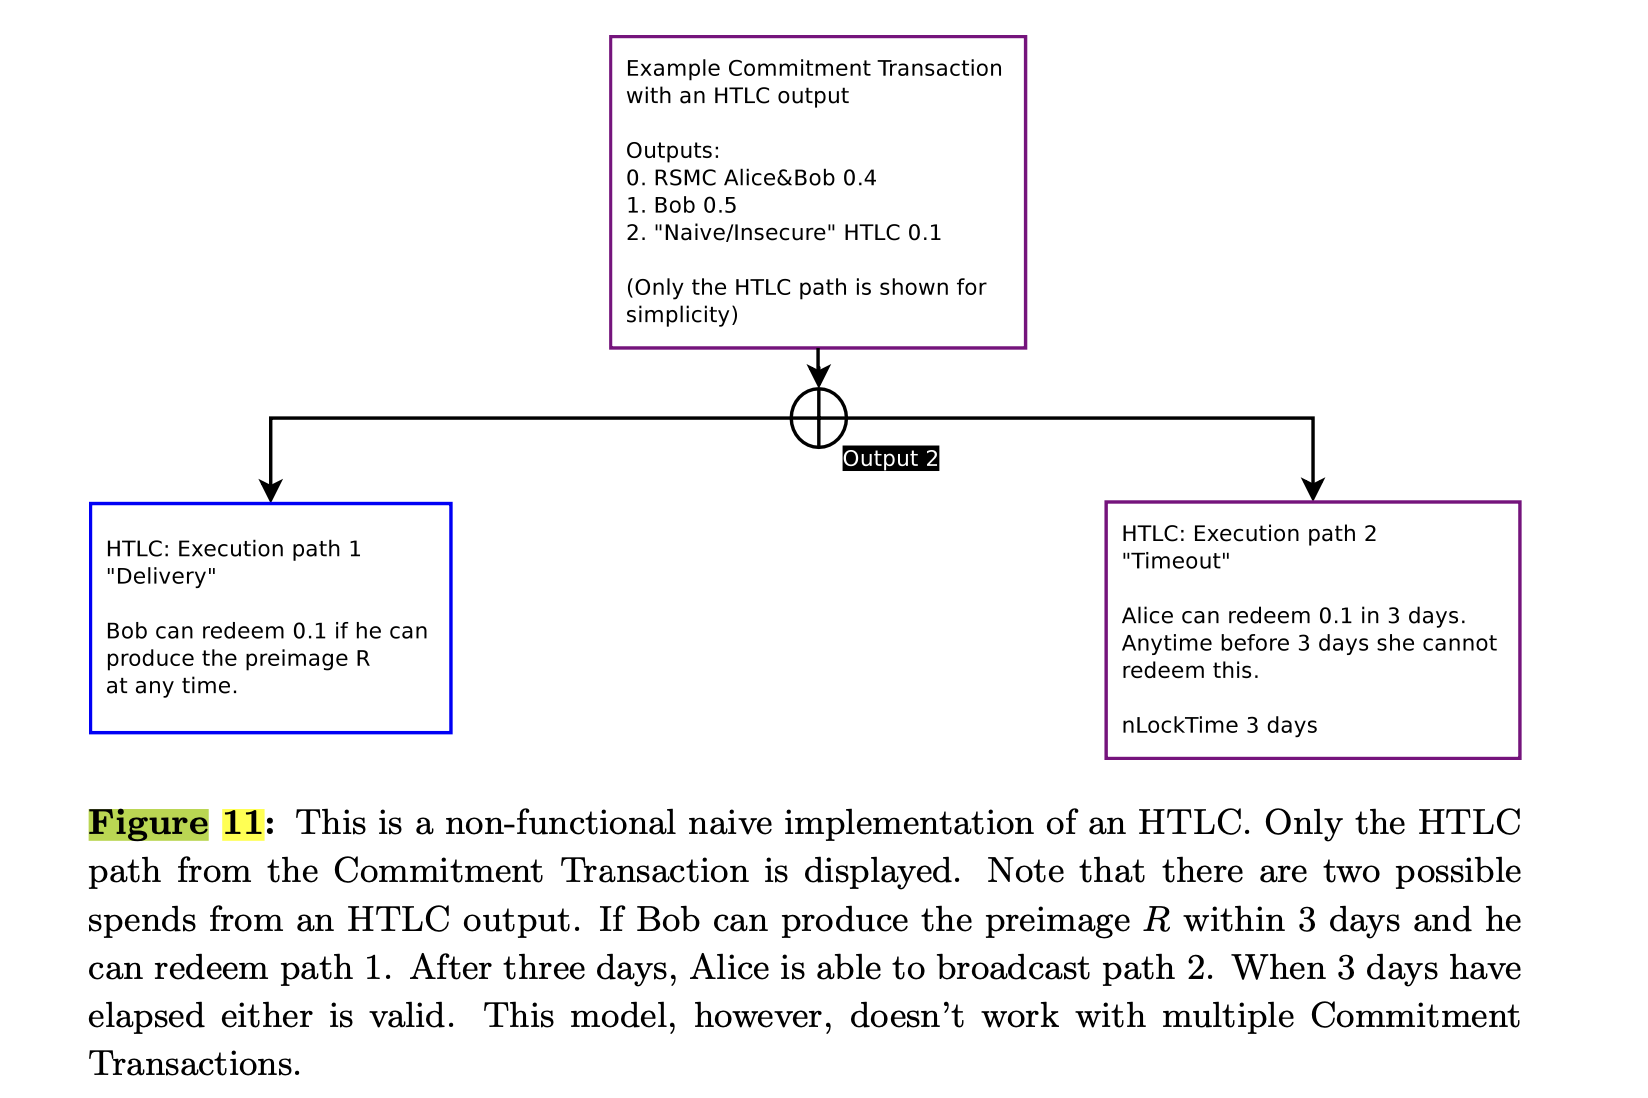 Example Commitment Transaction
with an HTLC output
Outputs:
0. RSMC Alice&Bob 0.4
1. Bob 0.5
2. "Naive/Insecure" HTLC 0.1
(Only the HTLC path is shown for
simplicity)
Output 2
HTLC: Execution path 1
"Delivery"
Bob can redeem 0.1 if he can
produce the preimage R
at any time.
HTLC: Execution path 2
"Timeout"
Alice can redeem 0.1 in 3 days.
Anytime before 3 days she cannot
redeem this.
nLockTime 3 days
Figure 11: This is a non-functional naive implementation of an HTLC. Only the HTLC
path from the Commitment Transaction is displayed. Note that there are two possible
spends from an HTLC output. If Bob can produce the preimage R within 3 days and he
can redeem path 1. After three days, Alice is able to broadcast path 2. When 3 days have
elapsed either is valid. This model, however, doesn't work with multiple Commitment
Transactions.